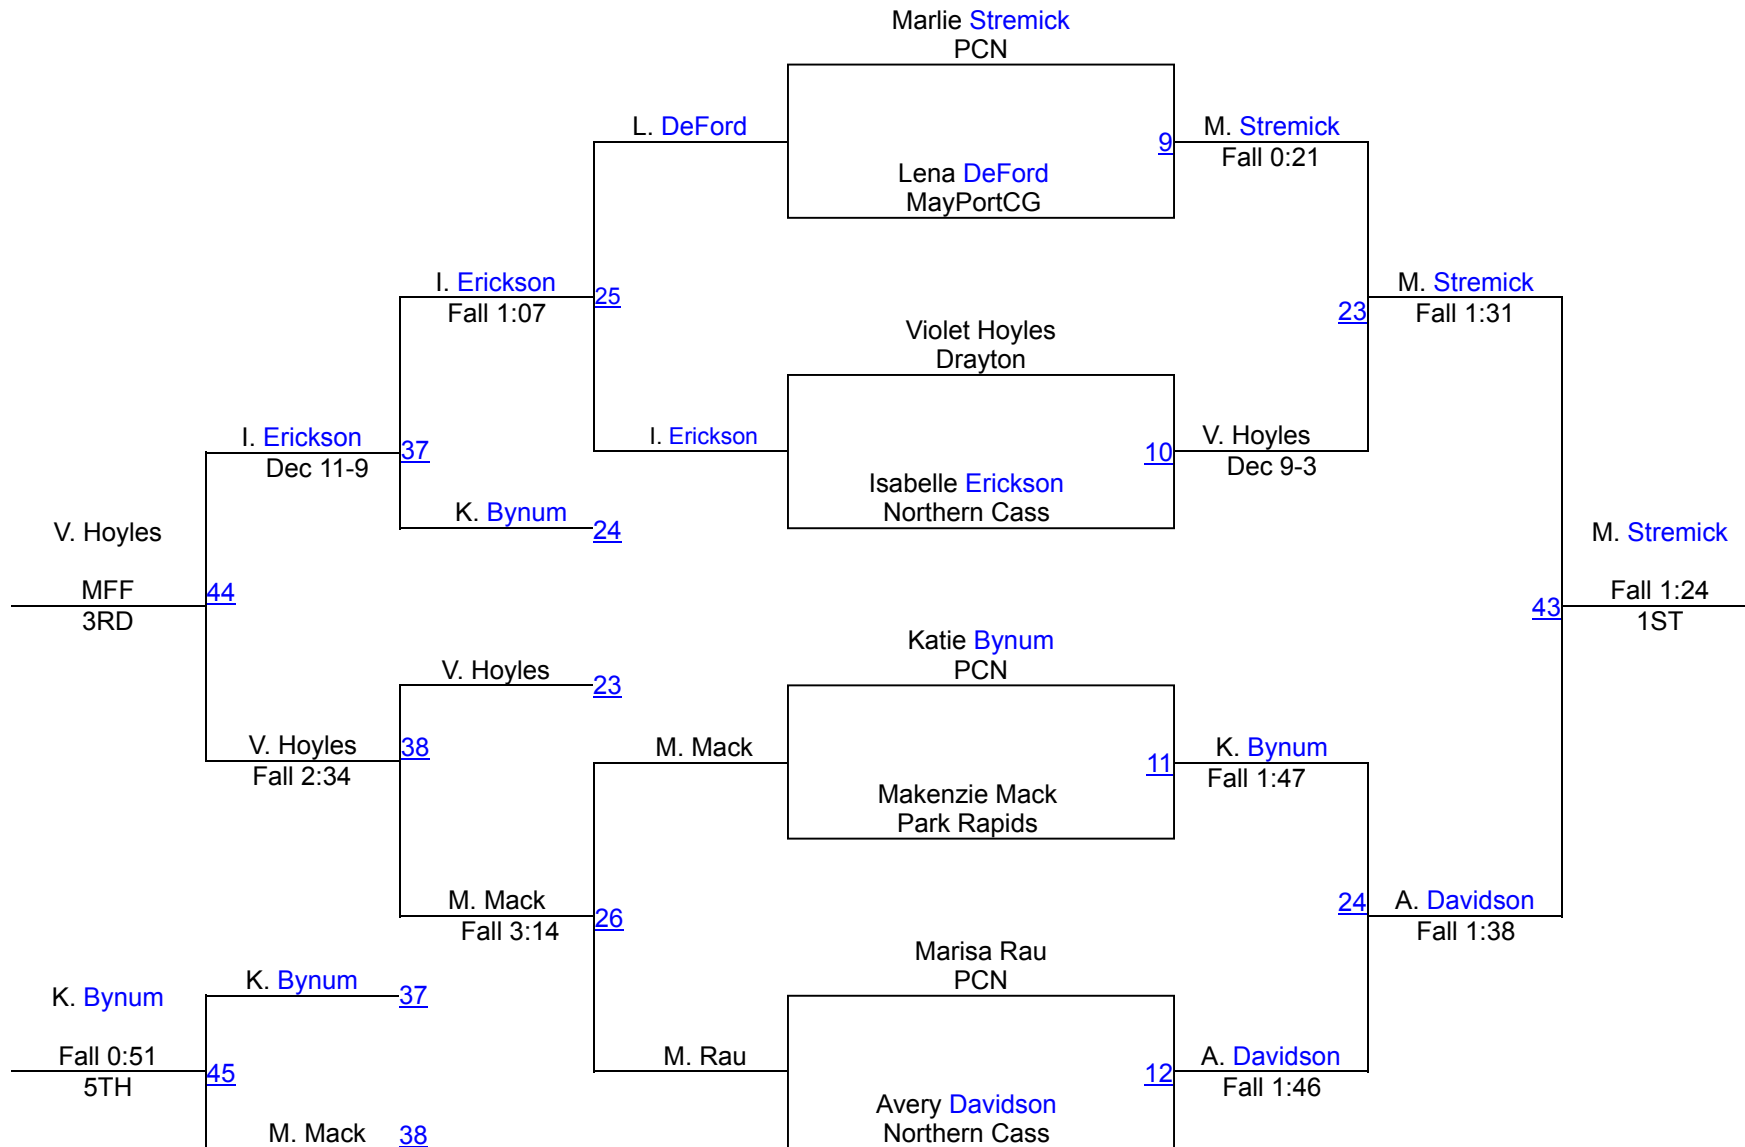 Marlie Stremick
PCN
L. DeFord
9
M. Stremick
Fall 0:21
Lena DeFord
MayPortCG
I. Erickson
Fall 1:07
25
M. Stremick
Fall 1:31
23
Violet Hoyles
Drayton
I. Erickson
Dec 11-9
37
I. Erickson
10
V. Hoyles
Dec 9-3
Isabelle Erickson
Northern Cass
K. Bynum
24
V. Hoyles
MFF
3RD
44
M. Stremick
Fall 1:24
1ST
43
Katie Bynum
PCN
V. Hoyles
23
V. Hoyles
Fall 2:34
38
M. Mack
11
K. Bynum
Fall 1:47
Makenzie Mack
Park Rapids
M. Mack
Fall 3:14
26
24
A. Davidson
Fall 1:38
Marisa Rau
PCN
K. Bynum
37
K. Bynum
Fall 0:51
5TH
45
M. Rau
12
A. Davidson
Fall 1:46
Avery Davidson
Northern Cass
M. Mack
38